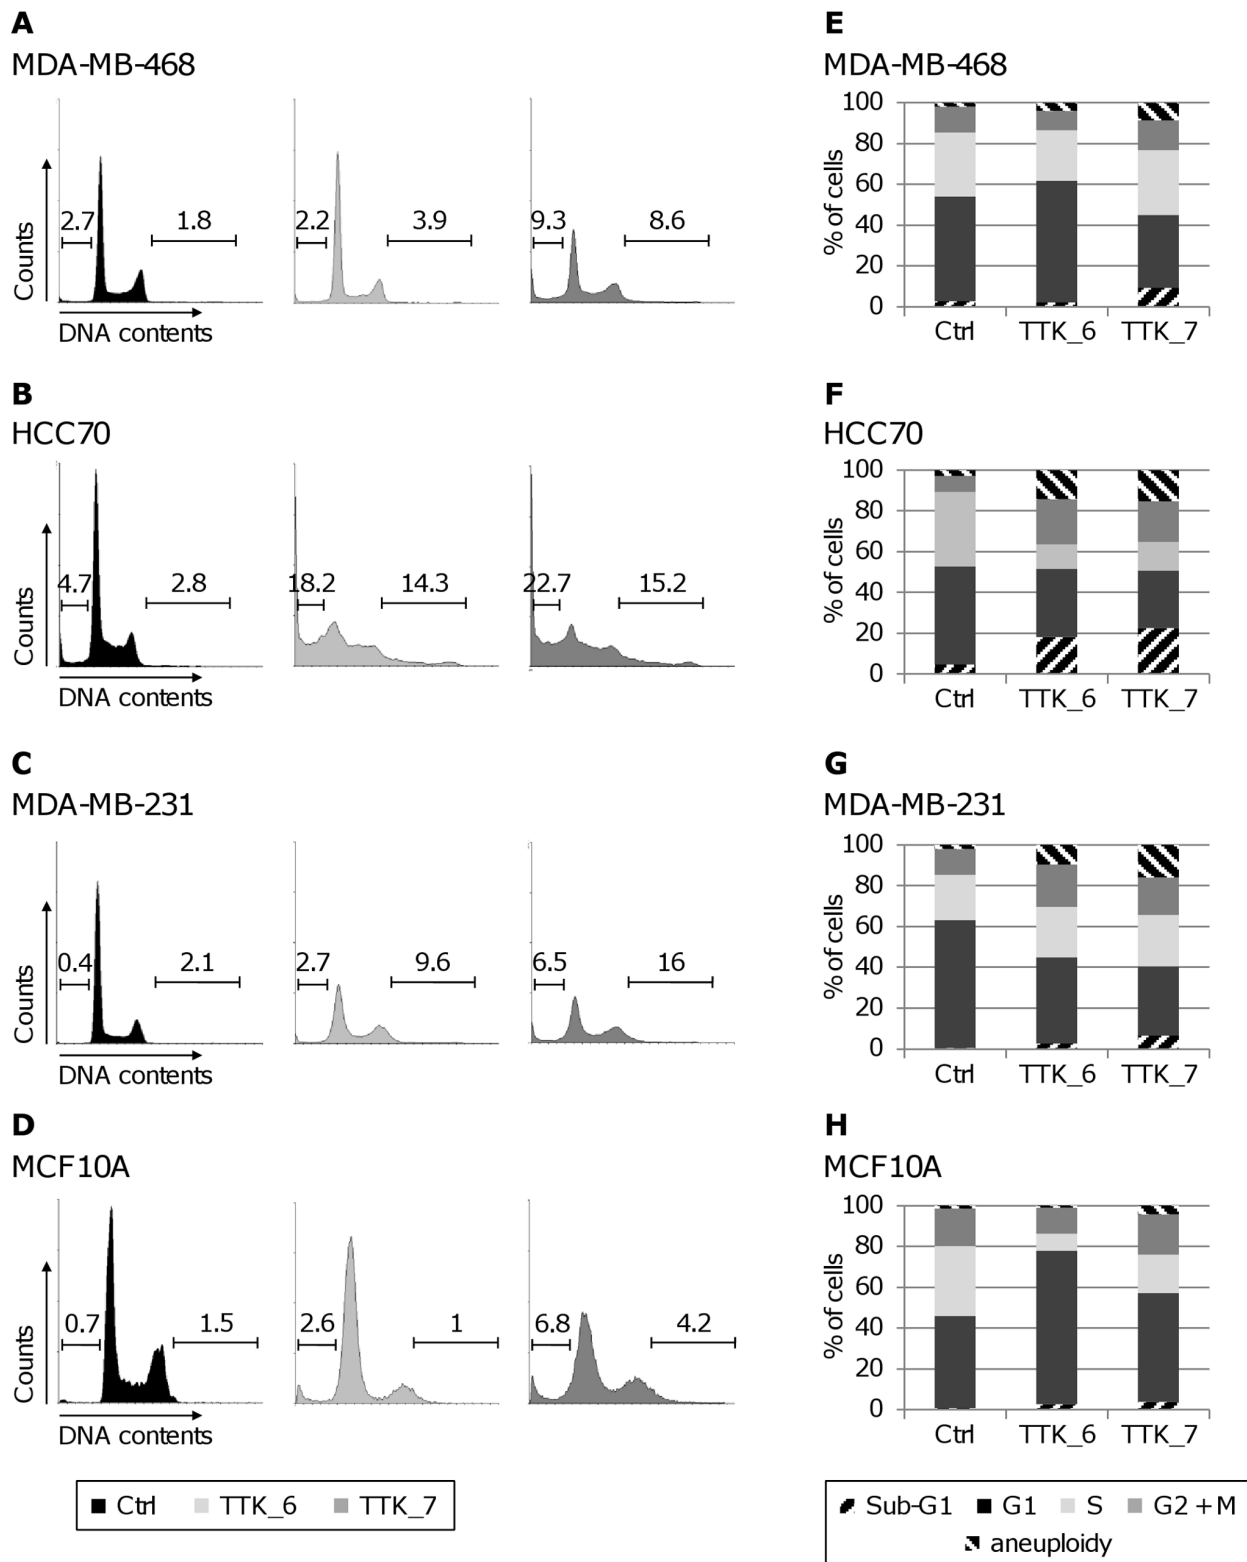 A
MDA-MB-468
2.7
1.8
2.2
3.9
9.3
8.6
Counts
DNA contents
E
MDA-MB-468
100
80
60
40
20
0
% of cells
Ctrl TTK_6 TTK_7
B
HCC70
4.7
2.8
18.2
14.3
22.7
15.2
Counts
DNA contents
F
HCC70
100
80
60
40
20
0
% of cells
Ctrl TTK_6 TTK_7
C
MDA-MB-231
0.4
2.1
2.7
9.6
6.5
16
Counts
DNA contents
G
MDA-MB-231
100
80
60
40
20
0
% of cells
Ctrl TTK_6 TTK_7
D
MCF10A
0.7
1.5
2.6
1
6.8
4.2
Counts
DNA contents
H
MCF10A
100
80
60
40
20
0
% of cells
Ctrl TTK_6 TTK_7
Ctrl TTK_6 TTK_7
Sub-G1 G1 S G2+M
aneuploidy